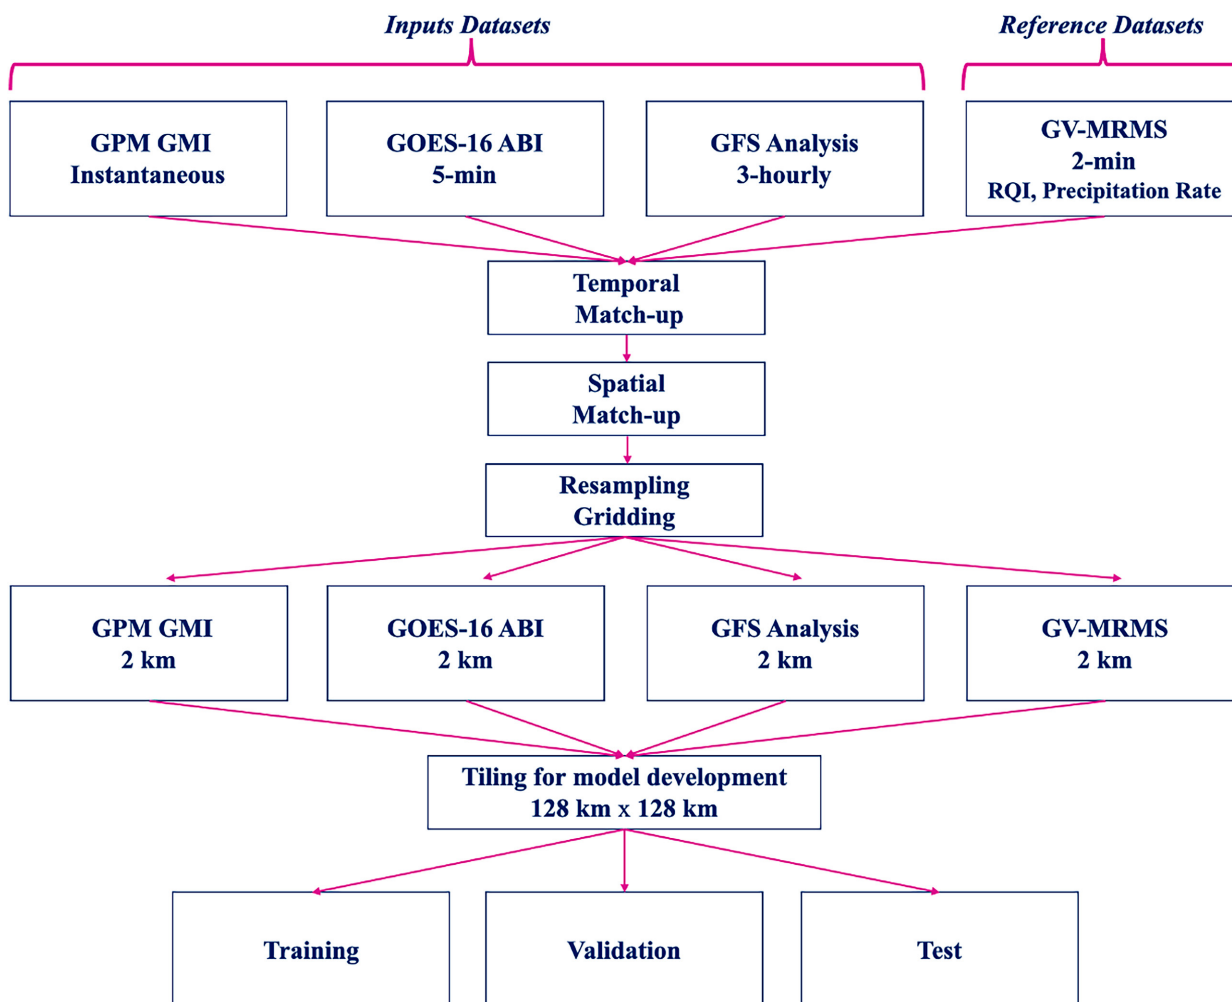 Inputs Datasets
Reference Datasets
GPM GMI
Instantaneous
GOES-16 ABI
5-min
GFS Analysis
3-hourly
GV-MRMS
2-min
RQI, Precipitation Rate
Temporal
Match-up
Spatial
Match-up
Resampling
Gridding
GPM GMI
2 km
GOES-16 ABI
2 km
GFS Analysis
2 km
GV-MRMS
2 km
Tiling for model development
128 km x 128 km
Training
Validation
Test